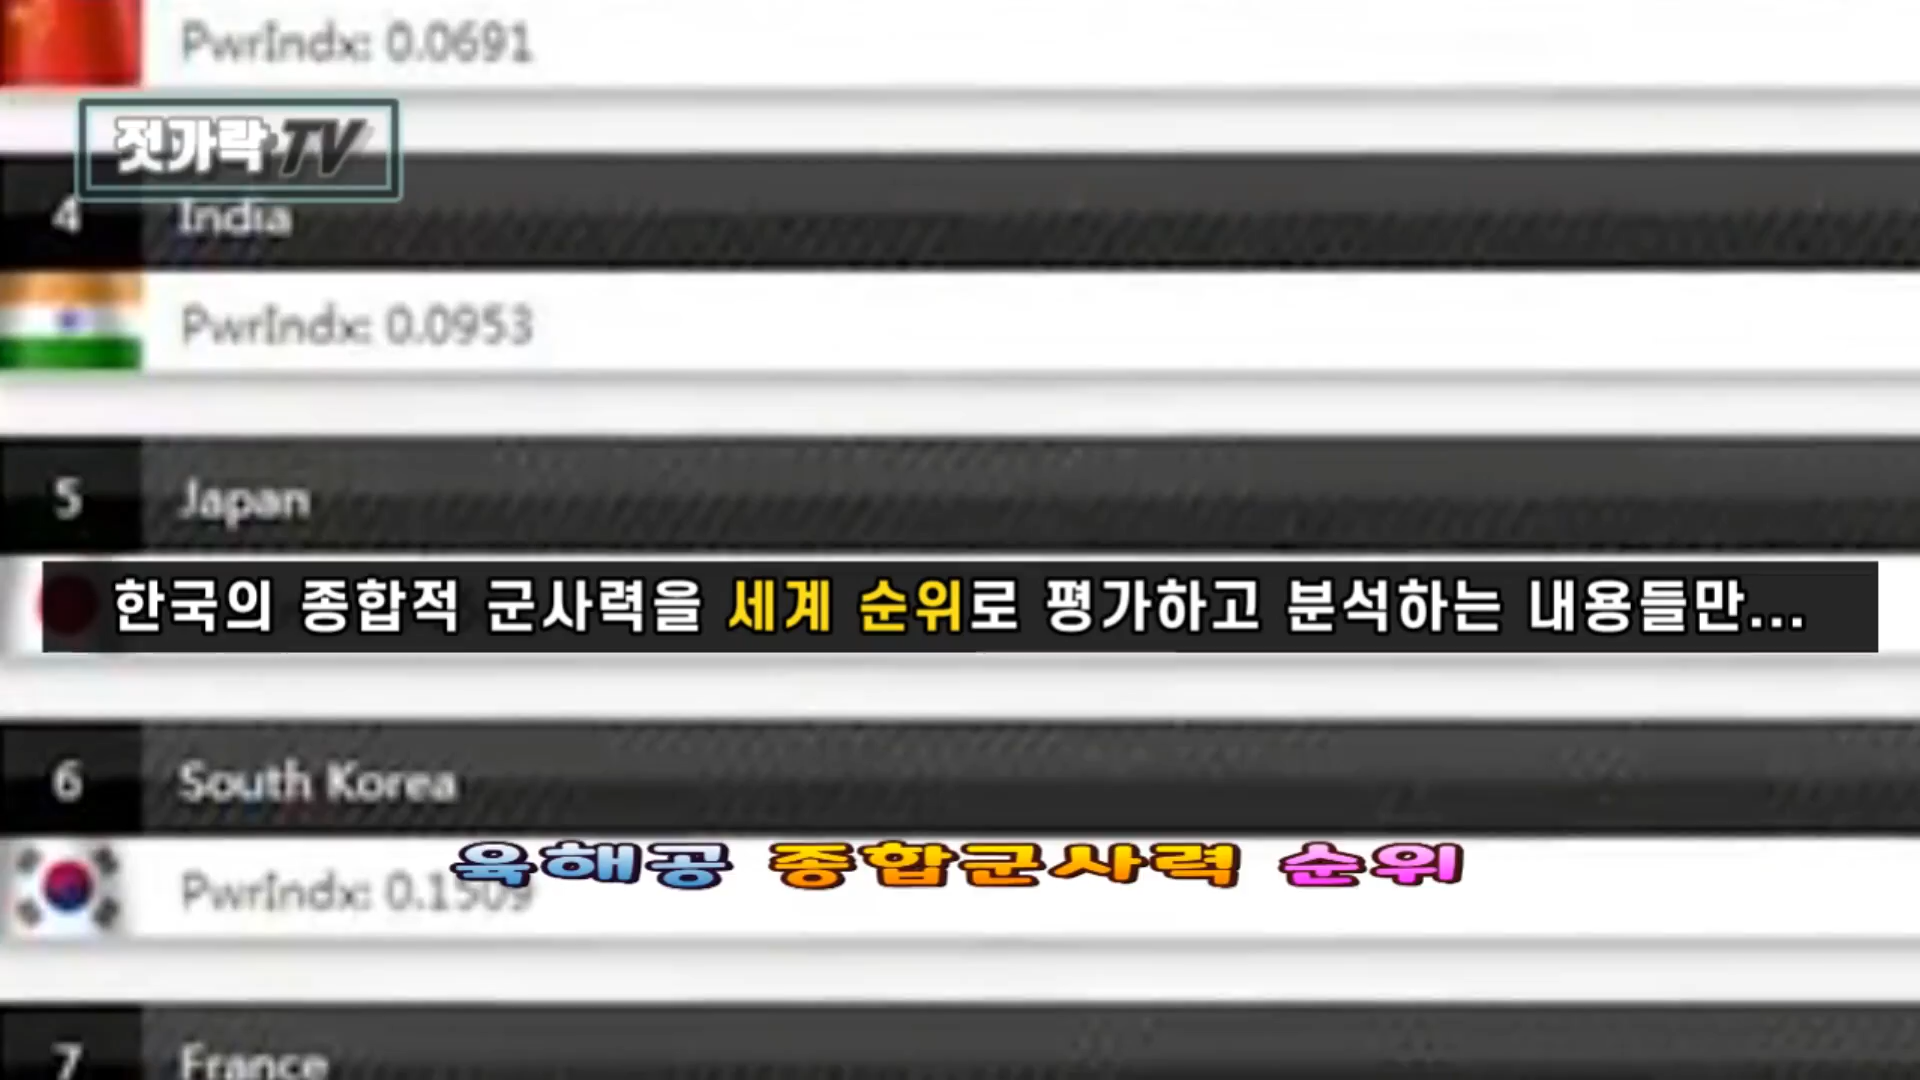 PwrIndx: 0.0691
젓가락TV
4 India
PwrIndx: 0.0953
5 Japan
한국의 종합적 군사력을 세계 순위로 평가하고 분석하는 내용들만...
6 South Korea
육해공 종합군사력 순위
PwrIndx: 0.1509
7 France